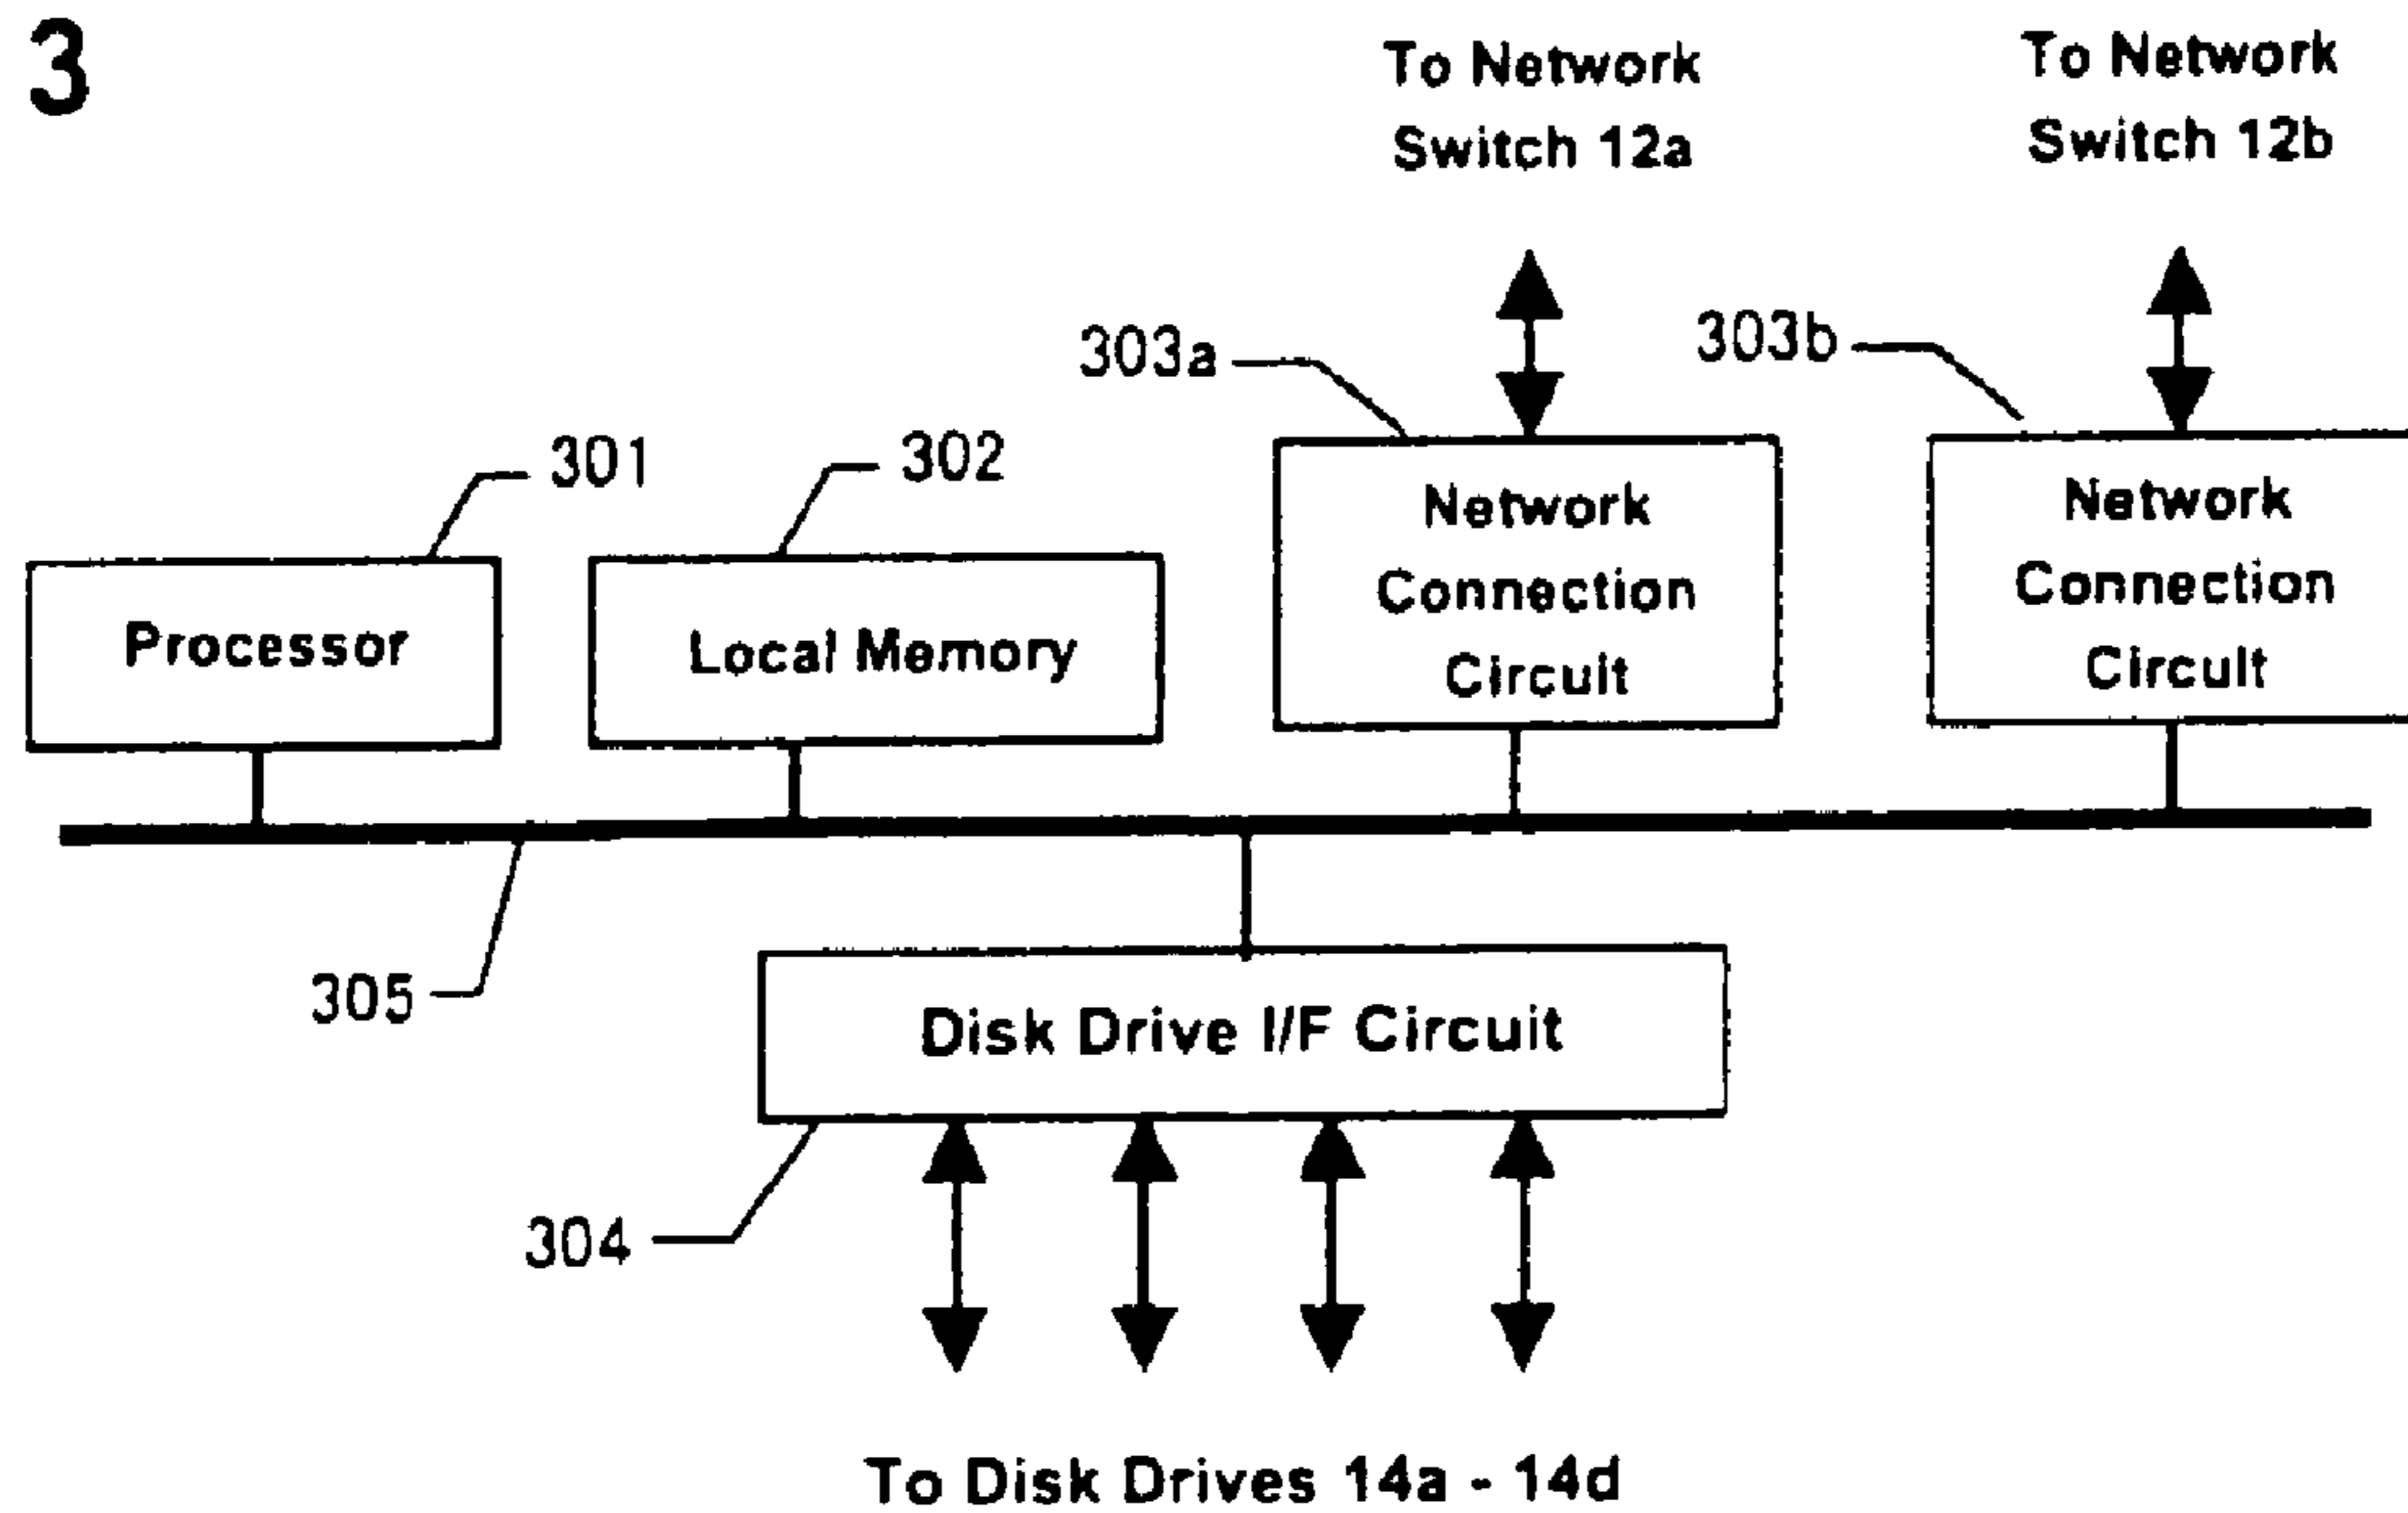 3
To Network
Switch 12a
To Network
Switch 12b
303a
303b
301
302
Processor
Local Memory
Network
Connection
Circuit
Network
Connection
Circuit
305
Disk Drive I/F Circuit
304
To Disk Drives 14a - 14d